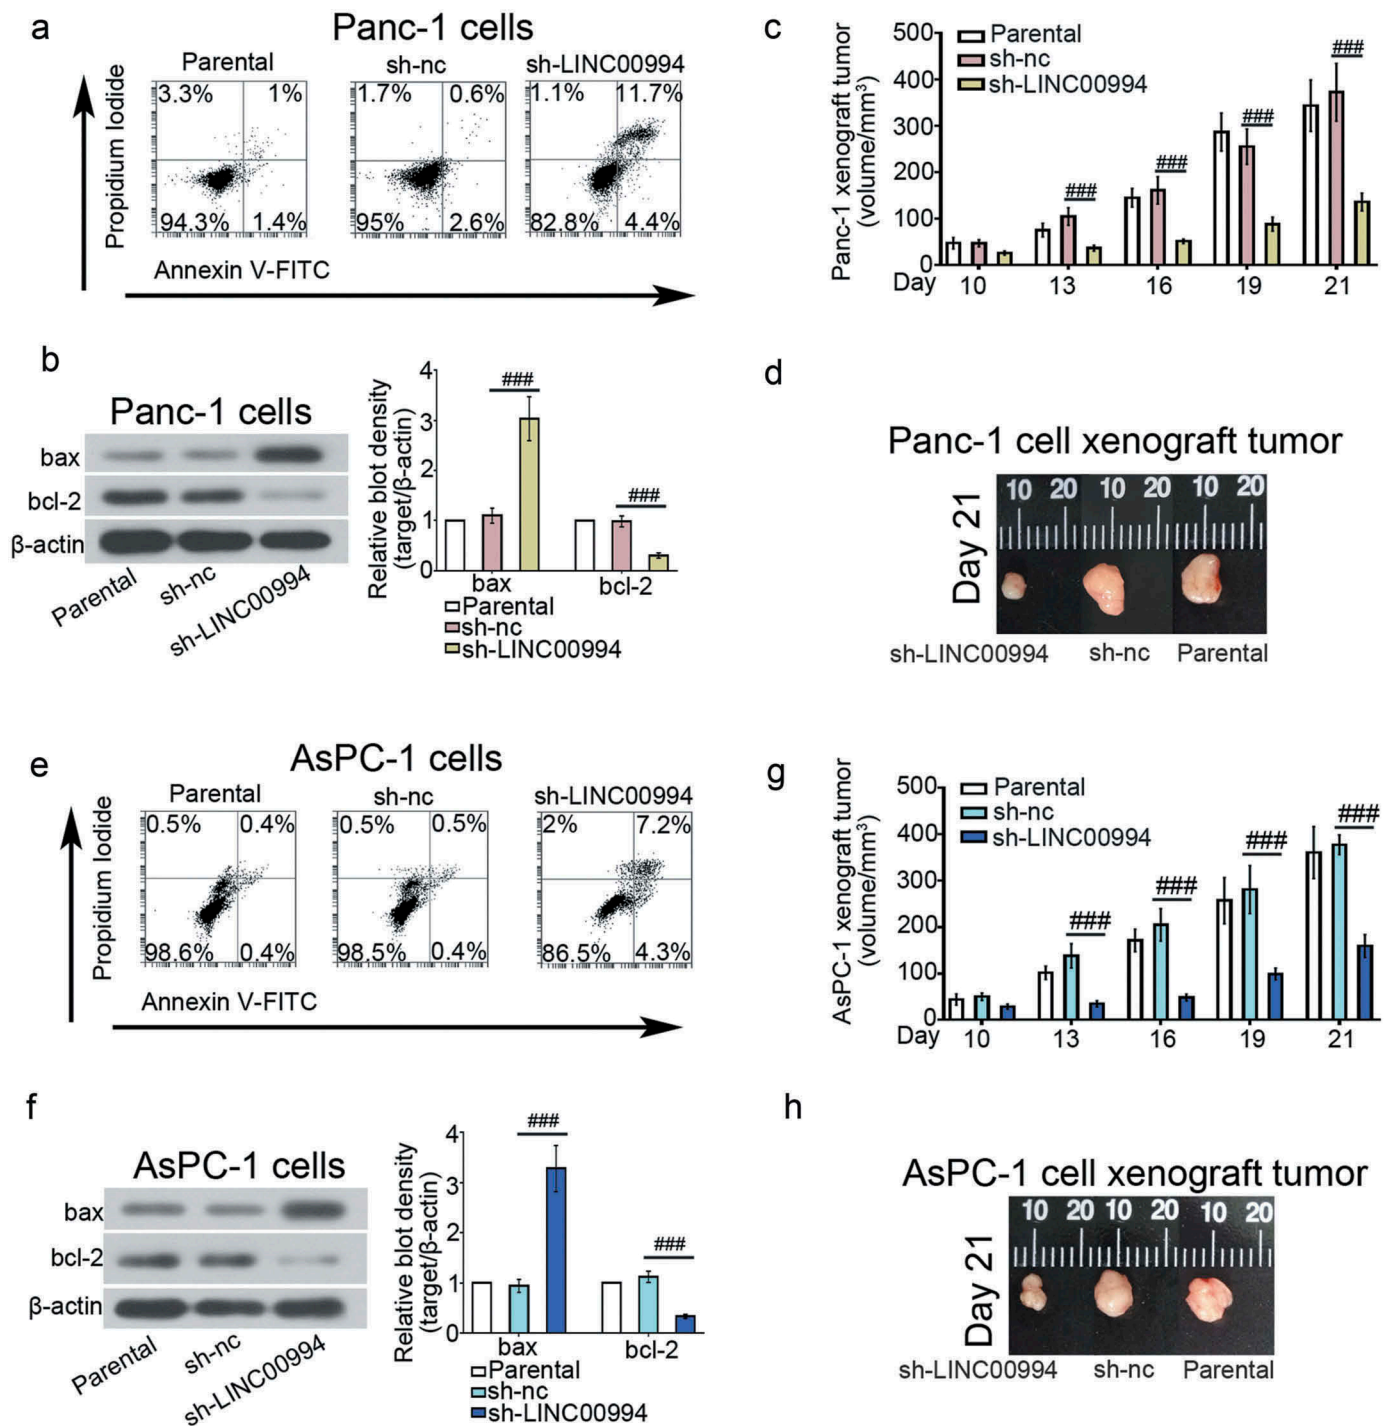 a
Panc-1 cells
Parental
sh-nc
sh-LINC00994
Propidium Iodide
3.3%
1%
94.3%
1.4%
1.7%
0.6%
95%
2.6%
1.1%
11.7%
82.8%
4.4%
Annexin V-FITC
b
Panc-1 cells
bax
bcl-2
β-actin
Parental
sh-nc
sh-LINC00994
Relative blot density
(target/β-actin)
4
3
2
1
0
###
###
bax
bcl-2
Parental
sh-nc
sh-LINC00994
c
Panc-1 xenograft tumor
(volume/mm³)
500
400
300
200
100
0
Parental
sh-nc
sh-LINC00994
###
###
###
###
Day
10
13
16
19
21
d
Panc-1 cell xenograft tumor
Day 21
10 20 10 20 10 20
sh-LINC00994
sh-nc
Parental
e
AsPC-1 cells
Parental
sh-nc
sh-LINC00994
Propidium Iodide
0.5%
0.4%
98.6%
0.4%
0.5%
0.5%
98.5%
0.4%
2%
7.2%
86.5%
4.3%
Annexin V-FITC
f
AsPC-1 cells
bax
bcl-2
β-actin
Parental
sh-nc
sh-LINC00994
Relative blot density
(target/β-actin)
4
3
2
1
0
###
###
bax
bcl-2
Parental
sh-nc
sh-LINC00994
g
AsPC-1 xenograft tumor
(volume/mm³)
500
400
300
200
100
0
Parental
sh-nc
sh-LINC00994
###
###
###
###
Day
10
13
16
19
21
h
AsPC-1 cell xenograft tumor
Day 21
10 20 10 20 10 20
sh-LINC00994
sh-nc
Parental